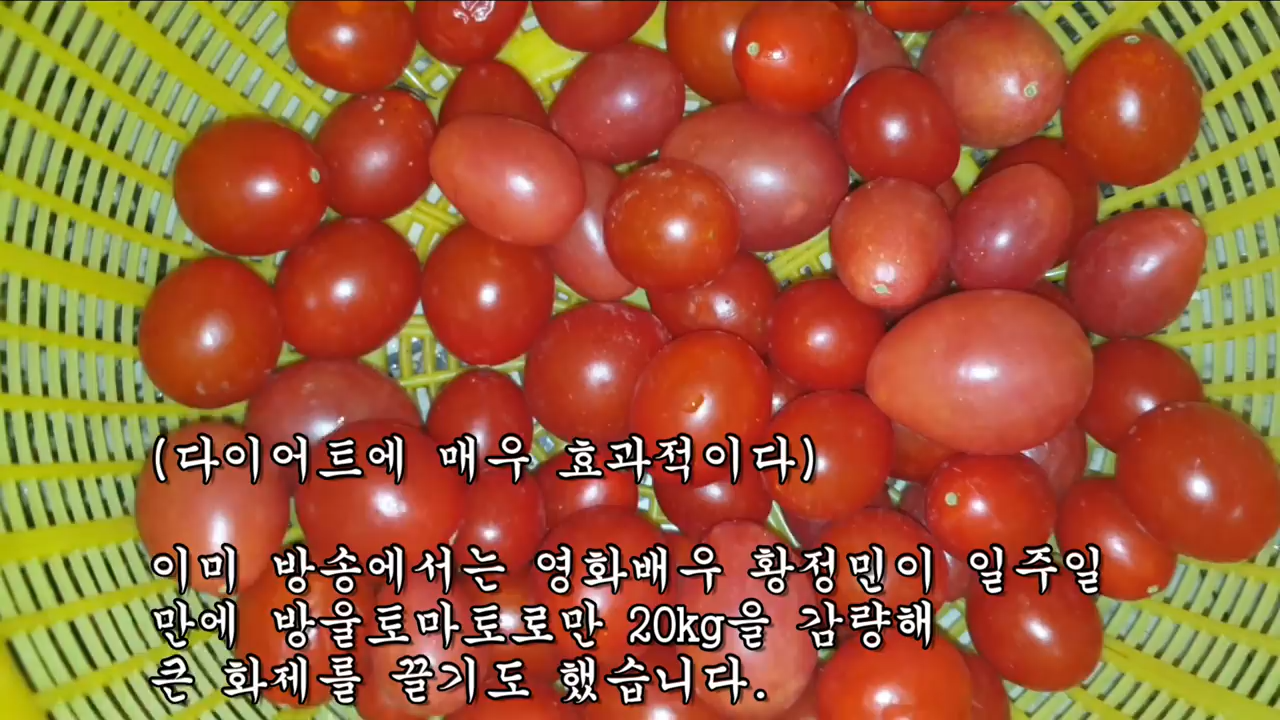 (다이어트에 매우 효과적이다)
이미 방송에서는 영화배우 황정민이 일주일
만에 방울토마토로만 20kg을 감량해
큰 화제를 끌기도 했습니다.